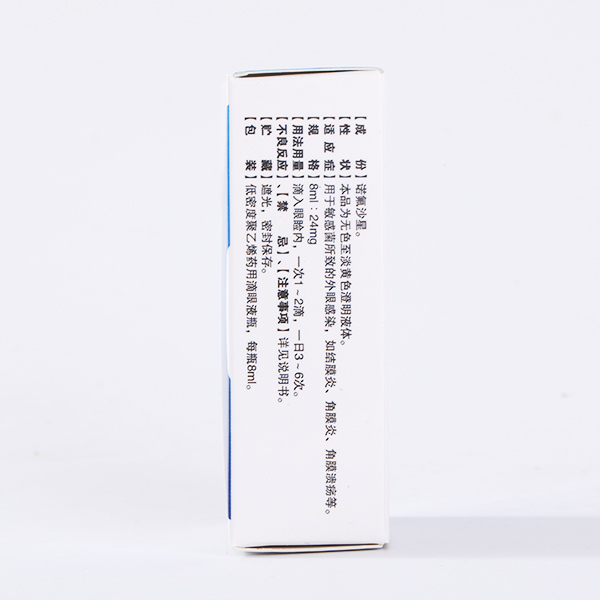 【成份】诺氟沙星。
【性状】本品为无色至淡黄色澄明液体。
【适应症】用于敏感菌所致的外眼感染，如结膜炎、角膜炎、角膜溃疡等。
【规格】8ml：24mg
【用法用量】滴入眼睑内，一次1~2滴，一日3~6次。
【不良反应】、【禁忌】、【注意事项】详见说明书。
【贮藏】遮光，密封保存。
【包装】低密度聚乙烯药用滴眼液瓶，每瓶8ml。